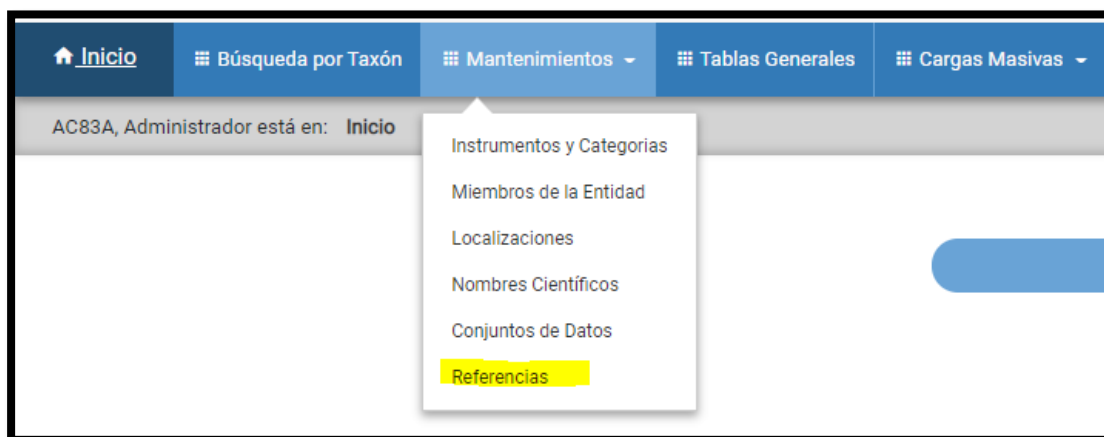 Inicio Búsqueda por Taxón Mantenimientos Tablas Generales Cargas Masivas
AC83A, Administrador está en: Inicio
Instrumentos y Categorias
Miembros de la Entidad
Localizaciones
Nombres Científicos
Conjuntos de Datos
Referencias